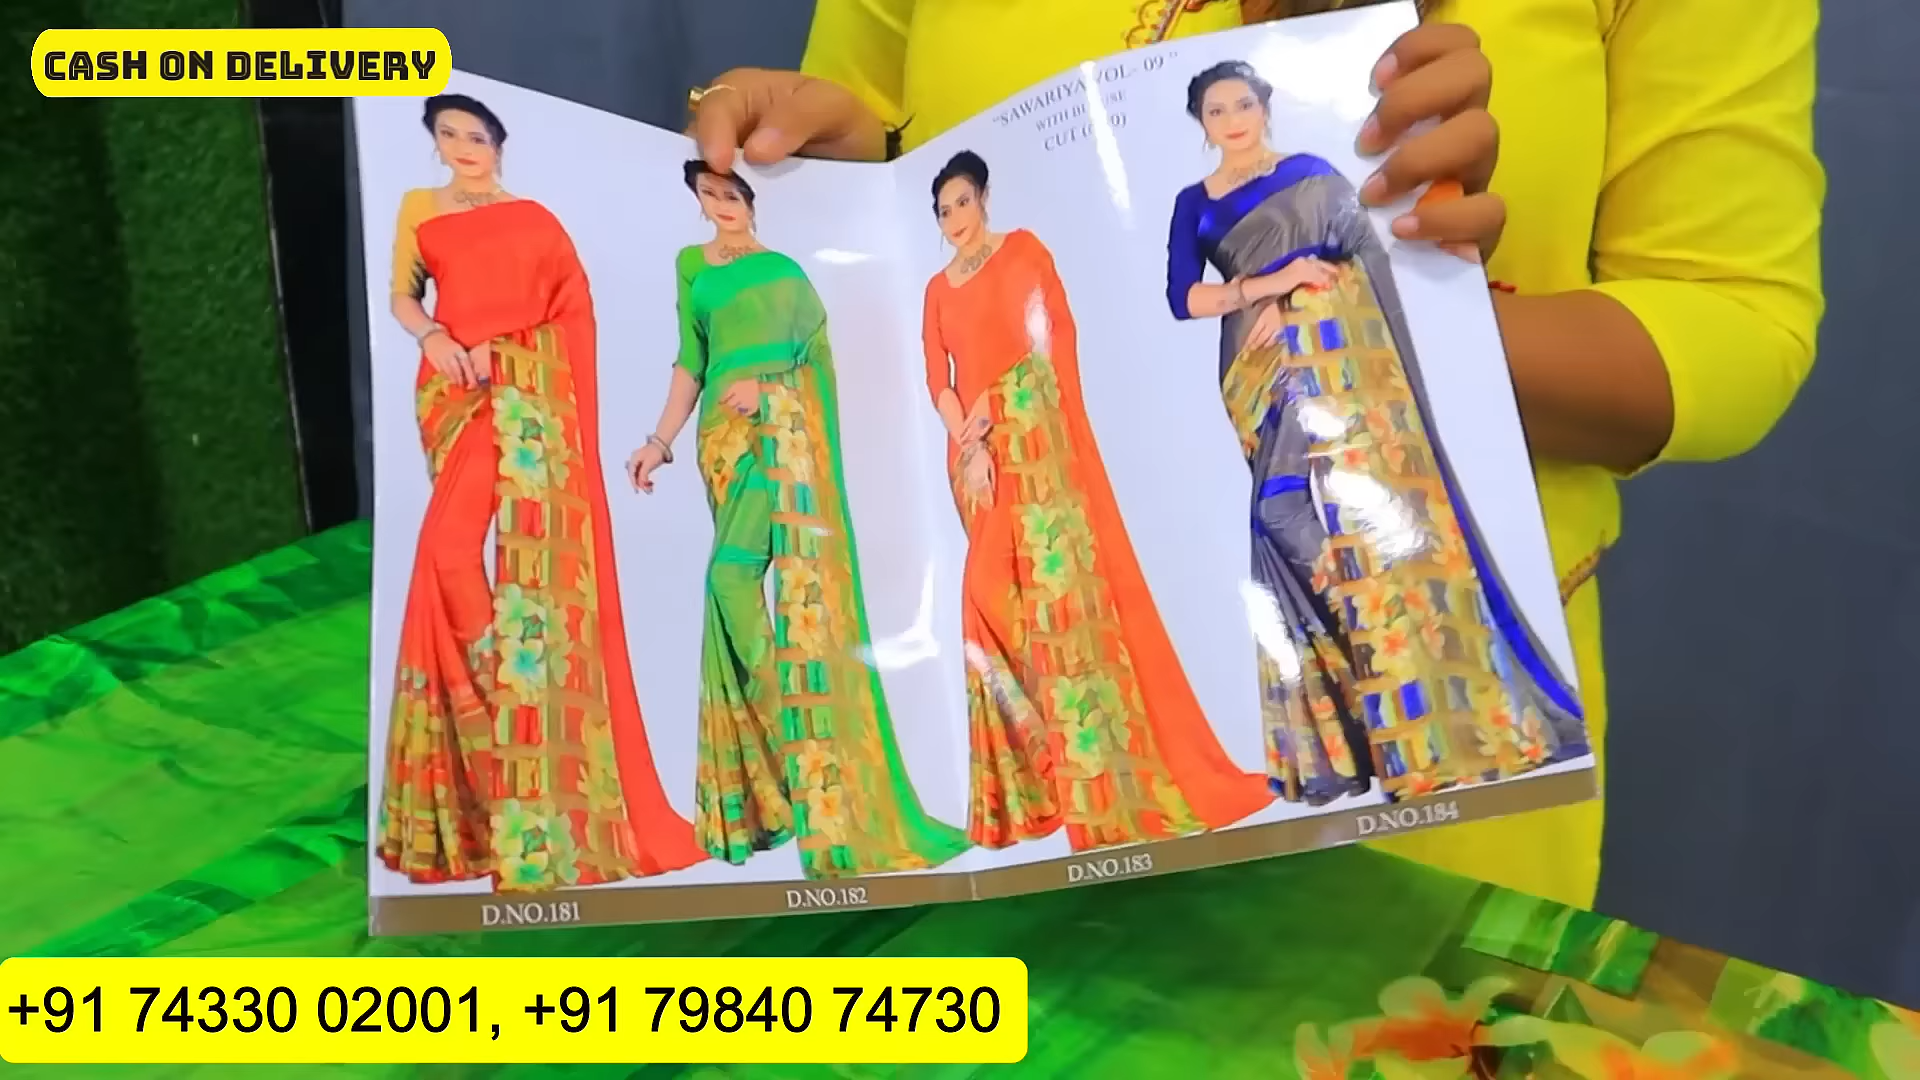 CASH ON DELIVERY
"SAWARIYA VOL- 09"
WITH
CUT
D.NO.181
D.NO.182
D.NO.183
D.NO.184
+91 74330 02001, +91 79840 74730